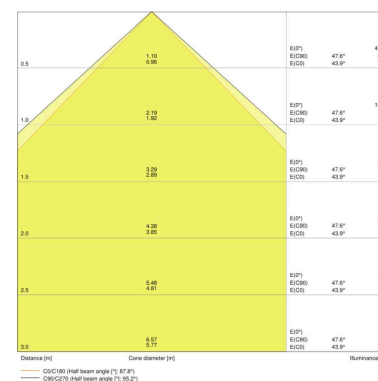 E(0°) 4
1.10 E(C90) 47.6°
0.5 0.96 E(C0) 43.9°
E(0°) 1
2.19 E(C90) 47.6°
1.0 1.92 E(C0) 43.9°
E(0°)
3.29 E(C90) 47.6°
1.5 2.89 E(C0) 43.9°
E(0°)
4.38 E(C90) 47.6°
2.0 3.85 E(C0) 43.9°
E(0°)
5.48 E(C90) 47.6°
2.5 4.81 E(C0) 43.9°
E(0°)
6.57 E(C90) 47.6°
3.0 5.77 E(C0) 43.9°
Distance [m] Cone diameter [m] Illuminance
C0/C180 (Half beam angle [°]: 87.8°)
C90/C270 (Half beam angle [°]: 95.2°)